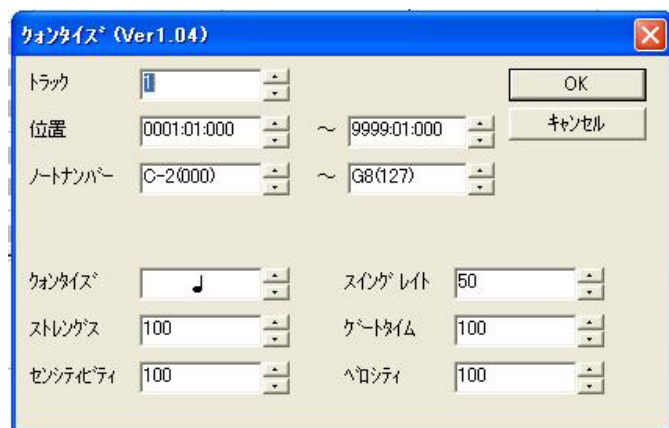 ｸｫﾝﾀｲｽﾞ (Ver1.04)
ﾄﾗｯｸ 1 OK
位置 0001:01:000 ～ 9999:01:000 ｷｬﾝｾﾙ
ﾉｰﾄﾅﾝﾊﾞｰ C-2(000) ～ G8(127)
ｸｫﾝﾀｲｽﾞ ♩ ｽｲﾝｸﾞﾚｲﾄ 50
ｽﾄﾚﾝｸﾞｽ 100 ｹﾞｰﾄﾀｲﾑ 100
ｾﾝｼﾃｨﾋﾞﾃｨ 100 ﾍﾞﾛｼﾃｨ 100